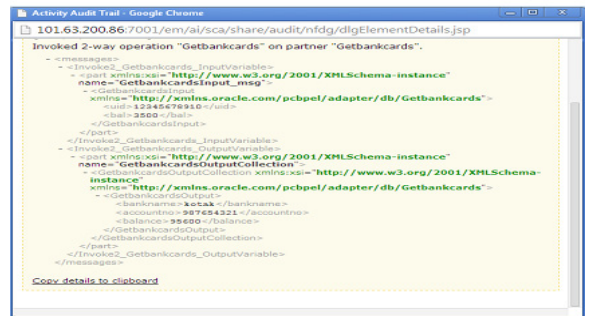 Activity Audit Trail - Google Chrome
101.63.200.86:7001/em/ai/sca/share/audit/nfdg/dlgElementDetails.jsp
Invoked 2-way operation "Getbankcards" on partner "Getbankcards".
- <messages>
- <Invoke2_Getbankcards_InputVariable>
- <part xmlns:xsi="http://www.w3.org/2001/XMLSchema-instance"
name="GetbankcardsInput_msg">
- <GetbankcardsInput
xmlns="http://xmlns.oracle.com/pcbpel/adapter/db/Getbankcards">
<uid>12345678910</uid>
<bal>3500</bal>
</GetbankcardsInput>
</part>
</Invoke2_Getbankcards_InputVariable>
- <Invoke2_Getbankcards_OutputVariable>
- <part xmlns:xsi="http://www.w3.org/2001/XMLSchema-instance"
name="GetbankcardsOutputCollection">
- <GetbankcardsOutputCollection xmlns:xsi="http://www.w3.org/2001/XMLSchema-
instance"
xmlns="http://xmlns.oracle.com/pcbpel/adapter/db/Getbankcards">
- <GetbankcardsOutput>
<bankname>kotak</bankname>
<accountno>987654321</accountno>
<balance>95680</balance>
</GetbankcardsOutput>
</GetbankcardsOutputCollection>
</part>
</Invoke2_Getbankcards_OutputVariable>
</messages>
Copy details to clipboard